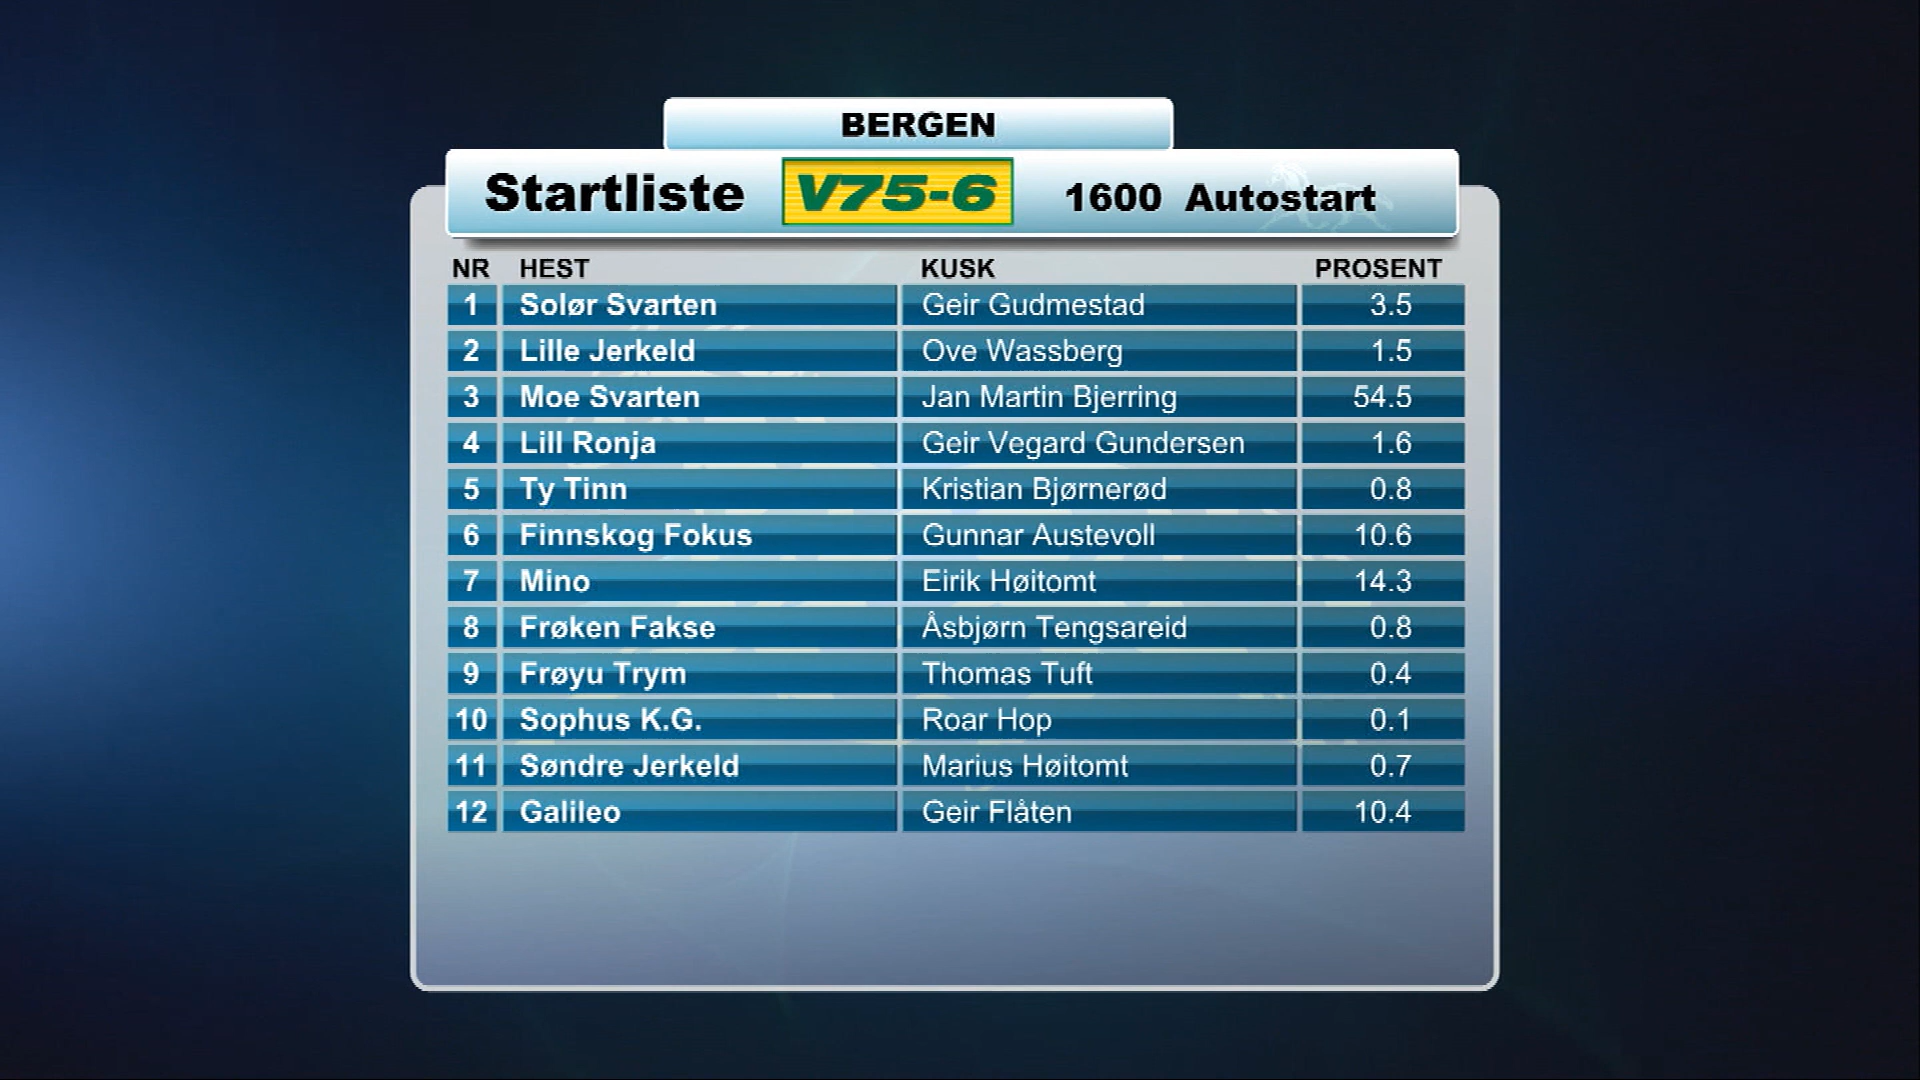 BERGEN
Startliste V75-6 1600 Autostart
NR HEST KUSK PROSENT
1 Solør Svarten Geir Gudmestad 3.5
2 Lille Jerkeld Ove Wassberg 1.5
3 Moe Svarten Jan Martin Bjerring 54.5
4 Lill Ronja Geir Vegard Gundersen 1.6
5 Ty Tinn Kristian Bjørnerød 0.8
6 Finnskog Fokus Gunnar Austevoll 10.6
7 Mino Eirik Høitomt 14.3
8 Frøken Fakse Åsbjørn Tengsareid 0.8
9 Frøyu Trym Thomas Tuft 0.4
10 Sophus K.G. Roar Hop 0.1
11 Søndre Jerkeld Marius Høitomt 0.7
12 Galileo Geir Flåten 10.4